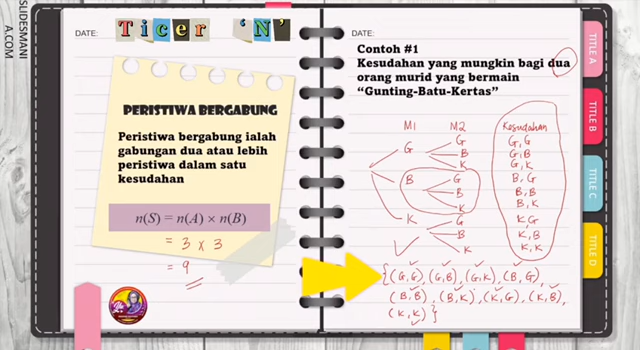 SLIDESMANI
A.COM
DATE:
Ticer 'N'
PERISTIWA BERGABUNG
Peristiwa bergabung ialah
gabungan dua atau lebih
peristiwa dalam satu
kesudahan
n(S) = n(A) × n(B)
= 3 x 3
= 9
DATE:
Contoh #1
Kesudahan yang mungkin bagi dua
orang murid yang bermain
"Gunting-Batu-Kertas"
M1 M2 Kesudahan
G G G,G
B G,B
K G,K
B G B,G
B B,B
K B,K
K G K,G
B K,B
K K,K
{(G,G), (G,B), (G,K), (B,G),
(B,B), (B,K), (K,G), (K,B),
(K,K)}
TITLE A
TITLE B
TITLE C
TITLE D